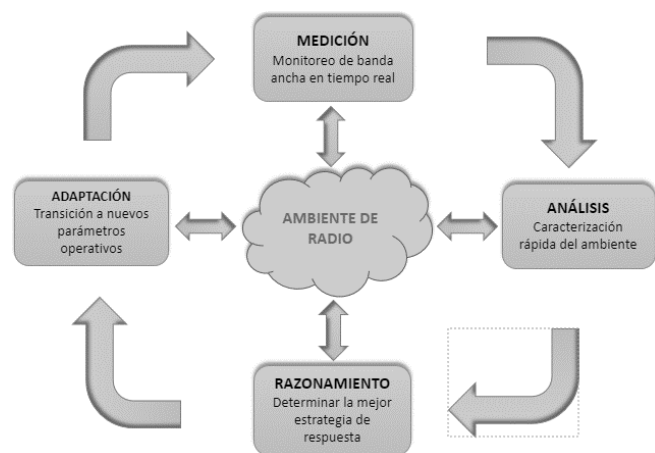 MEDICIÓN
Monitoreo de banda
ancha en tiempo real
ADAPTACIÓN
Transición a nuevos
parámetros
operativos
AMBIENTE DE
RADIO
ANÁLISIS
Caracterización
rápida del ambiente
RAZONAMIENTO
Determinar la mejor
estrategia de
respuesta